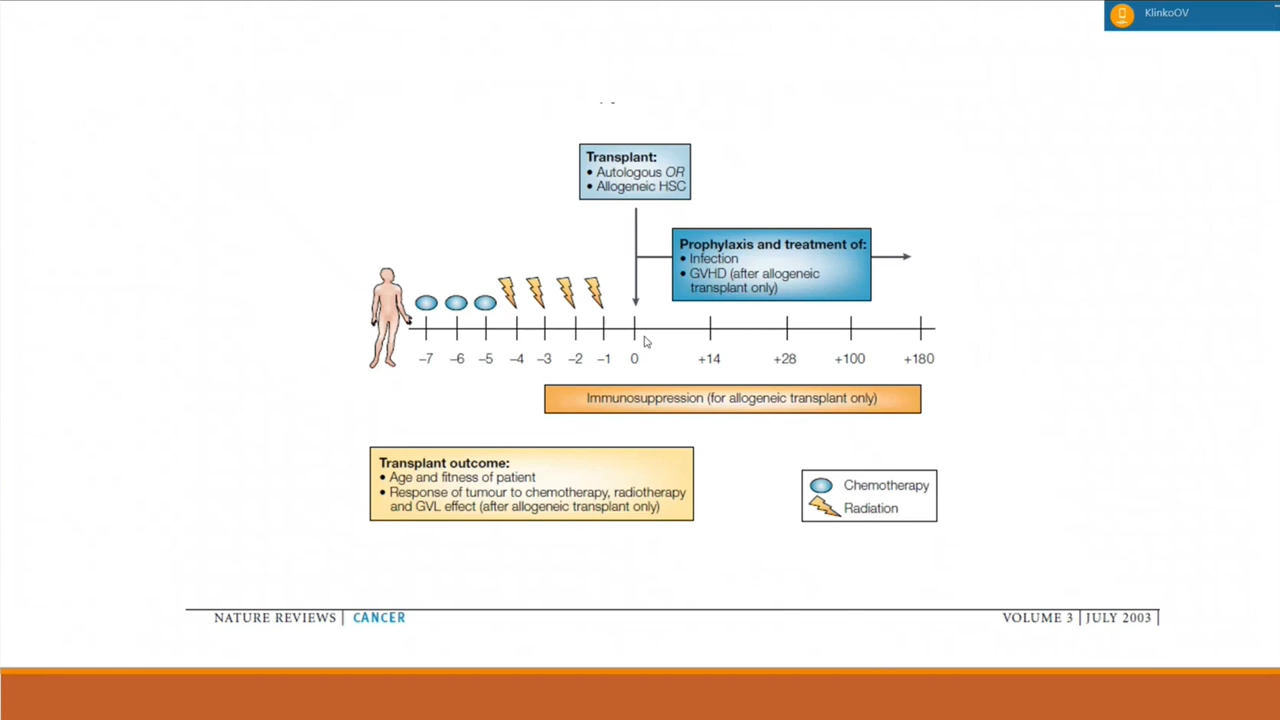 KlinkoOV
Transplant:
• Autologous OR
• Allogeneic HSC
Prophylaxis and treatment of:
• Infection
• GVHD (after allogeneic
transplant only)
–7 –6 –5 –4 –3 –2 –1 0 +14 +28 +100 +180
Immunosuppression (for allogeneic transplant only)
Transplant outcome:
• Age and fitness of patient
• Response of tumour to chemotherapy, radiotherapy
and GVL effect (after allogeneic transplant only)
Chemotherapy
Radiation
NATURE REVIEWS | CANCER
VOLUME 3 | JULY 2003 |